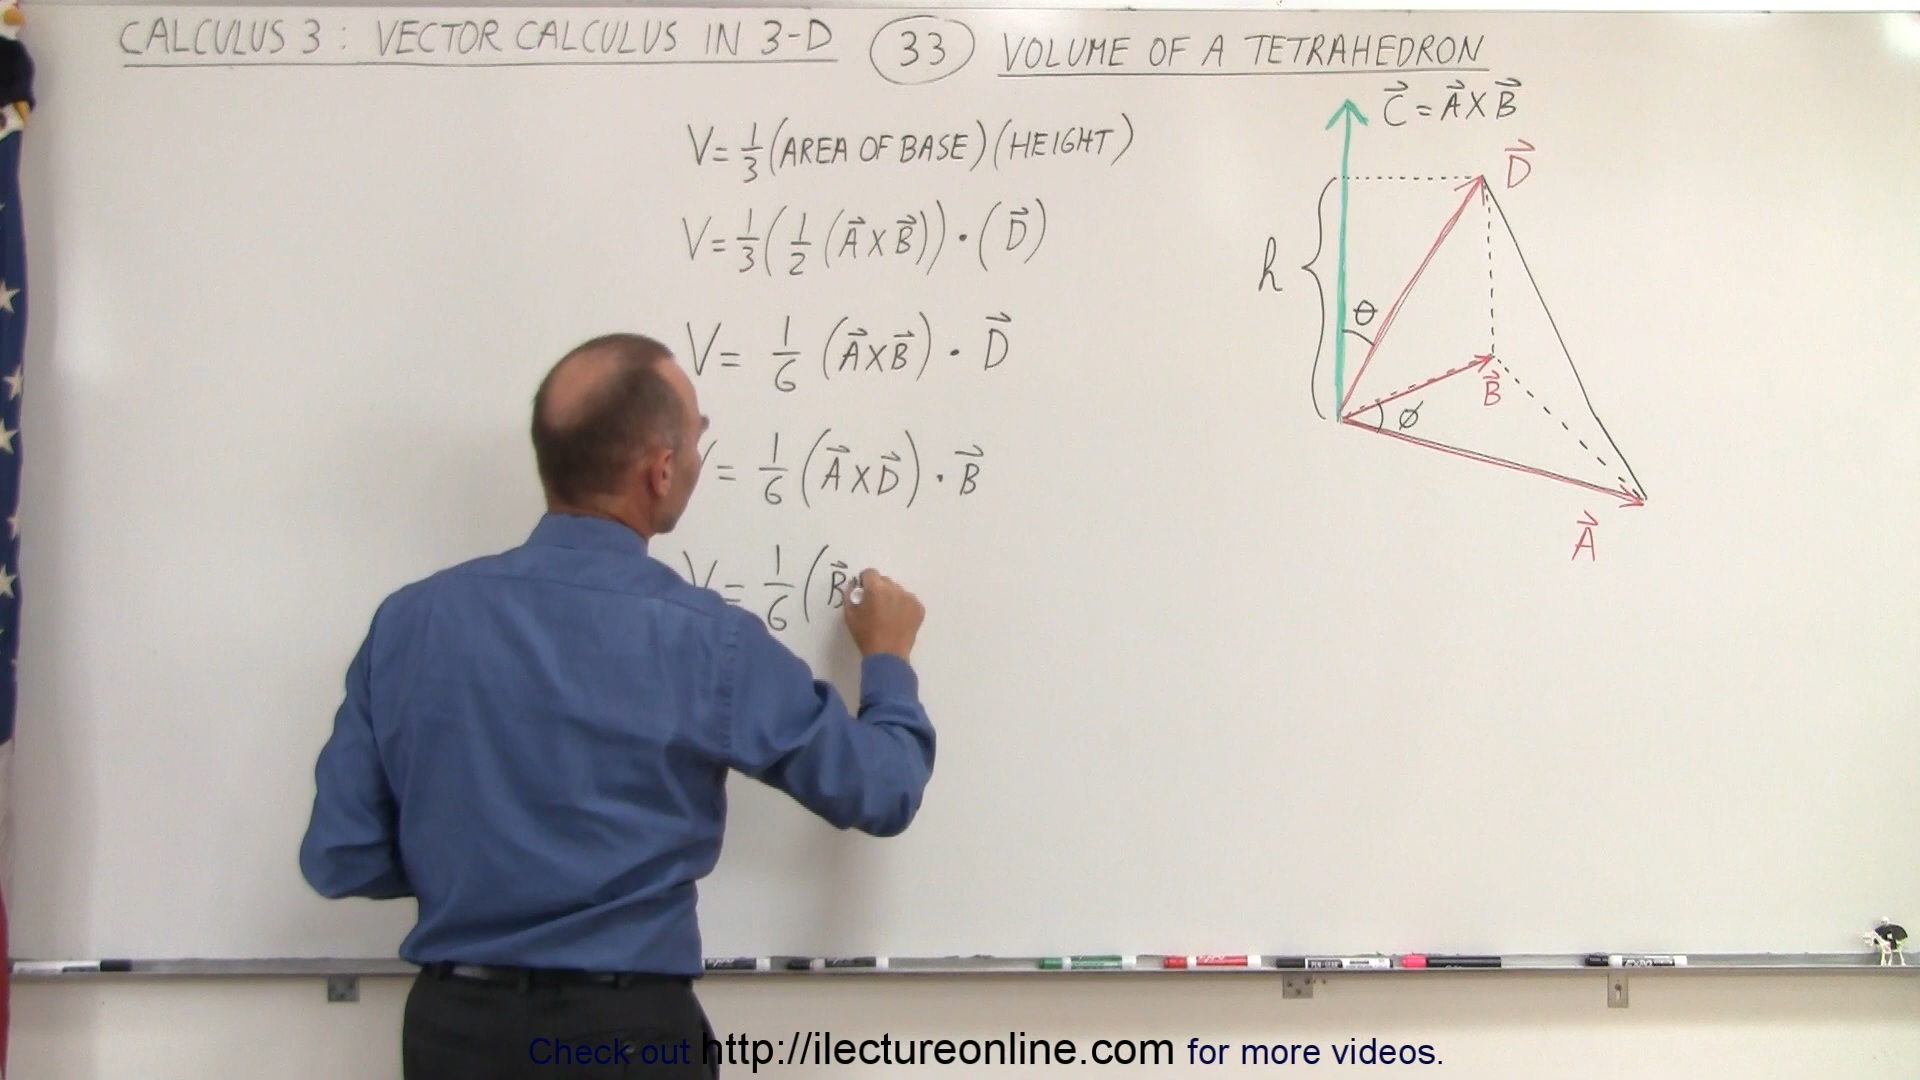 CALCULUS 3: VECTOR CALCULUS IN 3-D 33 VOLUME OF A TETRAHEDRON
V = 1/3 (AREA OF BASE)(HEIGHT)
V = 1/3 (1/2 (A⃗ X B⃗)) • (D⃗)
V = 1/6 (A⃗ X B⃗) • D⃗
V = 1/6 (A⃗ X D⃗) • B⃗
V = 1/6 (B⃗
C⃗ = A⃗ X B⃗
D⃗
h
θ
B⃗
ø
A⃗
Check out http://ilectureonline.com for more videos.